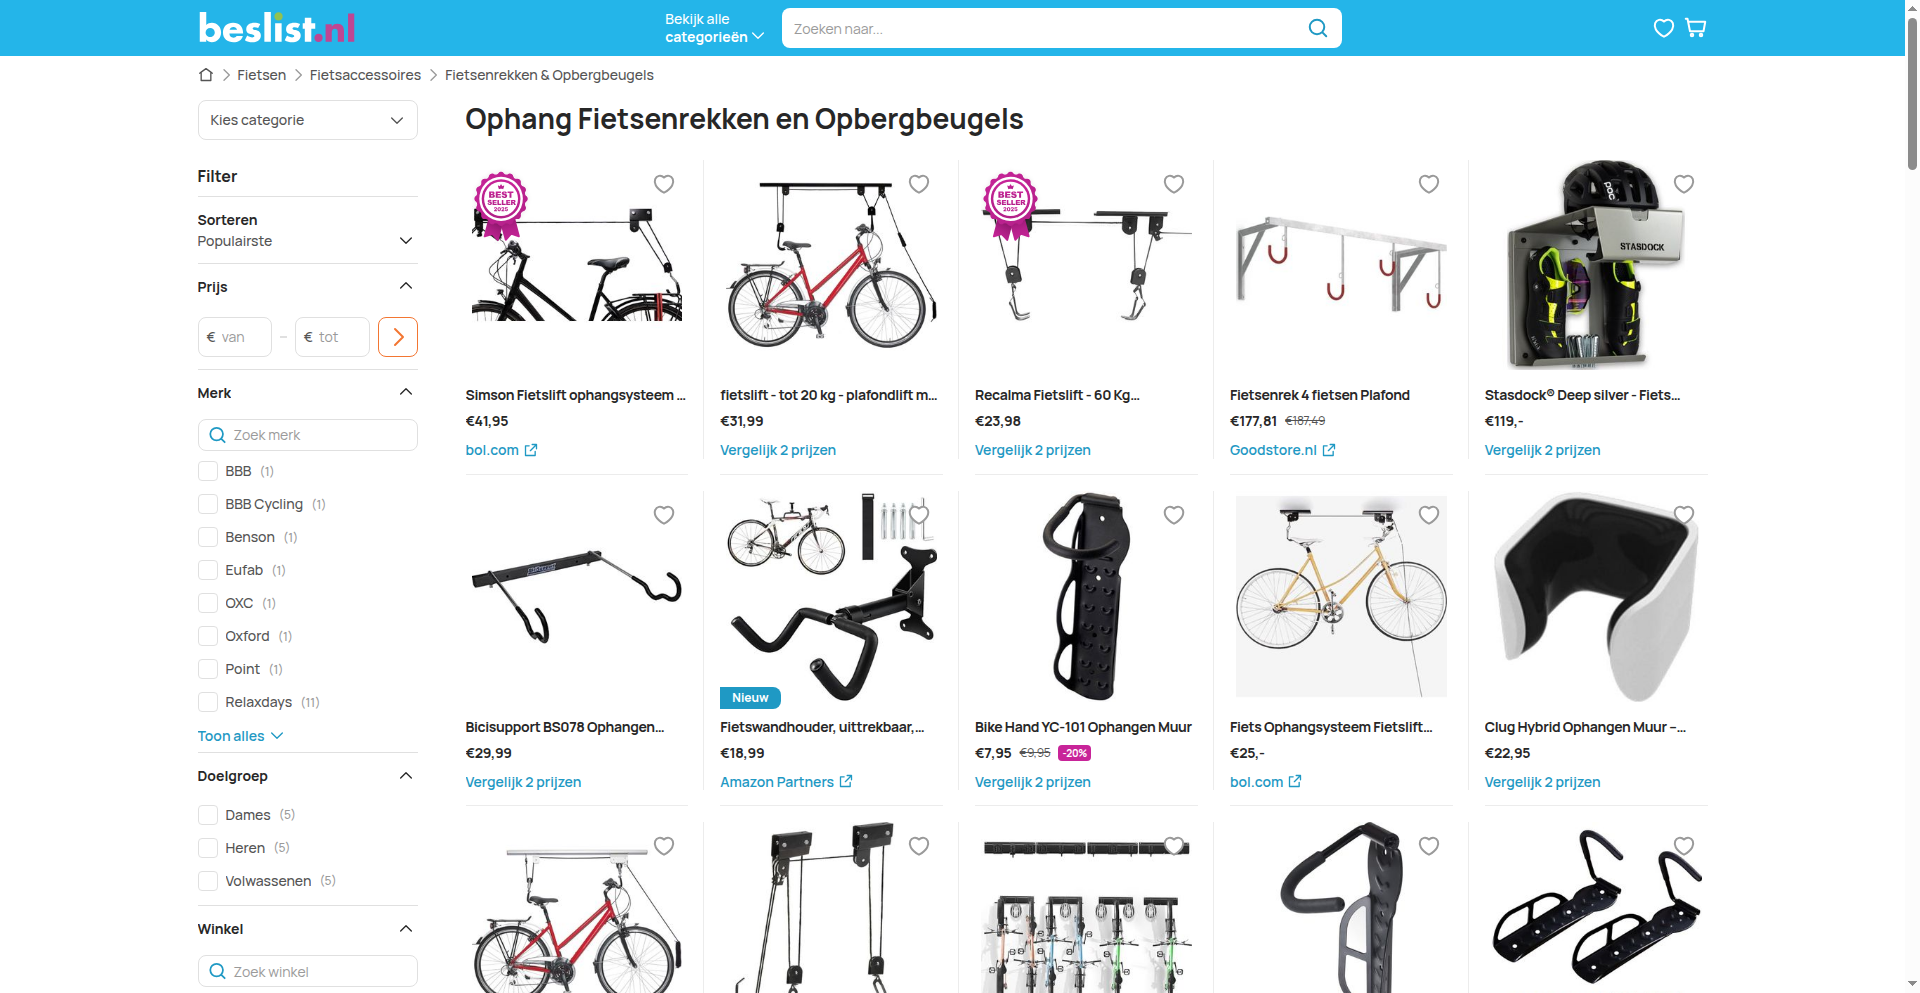 beslist.nl
Bekijk alle
categorieën
Zoeken naar...
Fietsen
Fietsaccessoires
Fietsenrekken & Opbergbeugels
Kies categorie
Ophang Fietsenrekken en Opbergbeugels
Filter
Sorteren
Populairste
Prijs
€ van
–
€ tot
Merk
Zoek merk
BBB (1)
BBB Cycling (1)
Benson (1)
Eufab (1)
OXC (1)
Oxford (1)
Point (1)
Relaxdays (11)
Toon alles
Doelgroep
Dames (5)
Heren (5)
Volwassenen (5)
Winkel
Zoek winkel
BEST
SELLER
2025
Simson Fietslift ophangsysteem ...
€41,95
bol.com
fietslift - tot 20 kg - plafondlift m...
€31,99
Vergelijk 2 prijzen
BEST
SELLER
2025
Recalma Fietslift - 60 Kg...
€23,98
Vergelijk 2 prijzen
Fietsenrek 4 fietsen Plafond
€177,81 €187,49
Goodstore.nl
POC
STASDOCK
Stasdock® Deep silver - Fiets...
€119,-
Vergelijk 2 prijzen
Bicisupport BS078 Ophangen...
€29,99
Vergelijk 2 prijzen
Nieuw
Fietswandhouder, uittrekbaar,...
€18,99
Amazon Partners
Bike Hand YC-101 Ophangen Muur
€7,95 €9,95 -20%
Vergelijk 2 prijzen
Fiets Ophangsysteem Fietslift...
€25,-
bol.com
Clug Hybrid Ophangen Muur –...
€22,95
Vergelijk 2 prijzen